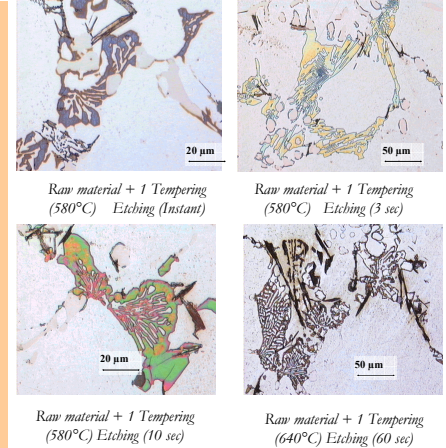 20 µm
50 µm
Raw material + 1 Tempering
(580°C) Etching (Instant)
Raw material + 1 Tempering
(580°C) Etching (3 sec)
20 µm
50 µm
Raw material + 1 Tempering
(580°C) Etching (10 sec)
Raw material + 1 Tempering
(640°C) Etching (60 sec)